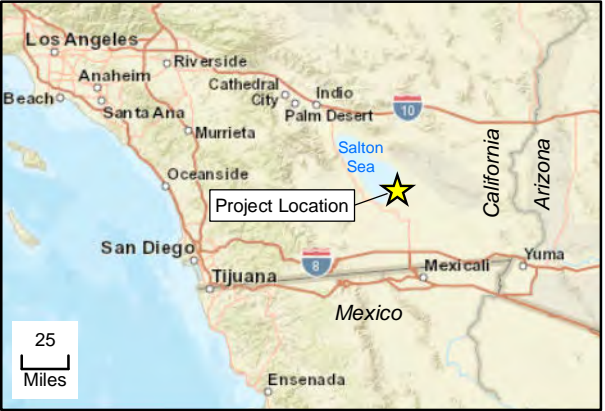 Los Angeles
Riverside
Anaheim
Cathedral
City
Indio
Beach
Santa Ana
Palm Desert
10
Murrieta
Salton
Sea
California
Arizona
Oceanside
Project Location
San Diego
8
Yuma
Tijuana
Mexicali
Mexico
25
Miles
Ensenada